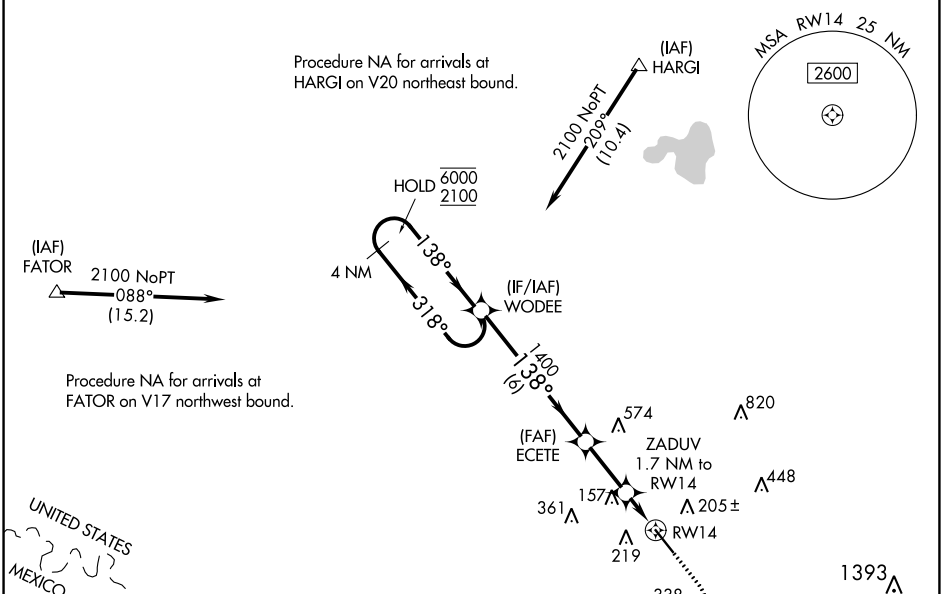 Procedure NA for arrivals at
HARGI on V20 northeast bound.
(IAF)
HARGI
2100 NoPT
209°
(10.4)
MSA RW14 25 NM
2600
HOLD 6000
2100
4 NM
138°
318°
(IF/IAF)
WODEE
(IAF)
FATOR
2100 NoPT
088°
(15.2)
Procedure NA for arrivals at
FATOR on V17 northwest bound.
1400
138°
(6)
(FAF)
ECETE
574
820
ZADUV
1.7 NM to
RW14
448
157
361
205±
RW14
219
1393
UNITED STATES
MEXICO